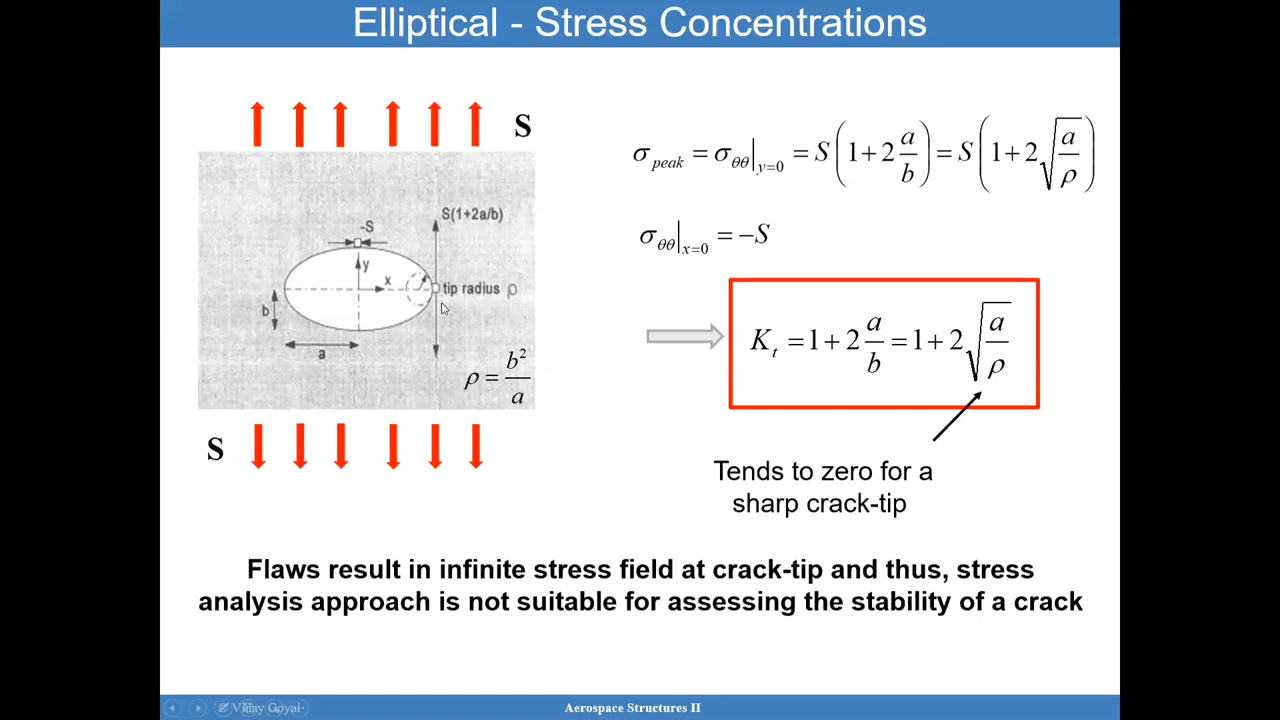 Elliptical - Stress Concentrations
S
σ_peak = σ_θθ|_y=0 = S(1+2 a/b) = S(1+2√(a/ρ))
S(1+2a/b)
-S
σ_θθ|_x=0 = −S
y
x
tip radius ρ
b
a
ρ = b²/a
K_t = 1+2 a/b = 1+2√(a/ρ)
S
Tends to zero for a
sharp crack-tip
Flaws result in infinite stress field at crack-tip and thus, stress
analysis approach is not suitable for assessing the stability of a crack
Vinay Goyal
Aerospace Structures II